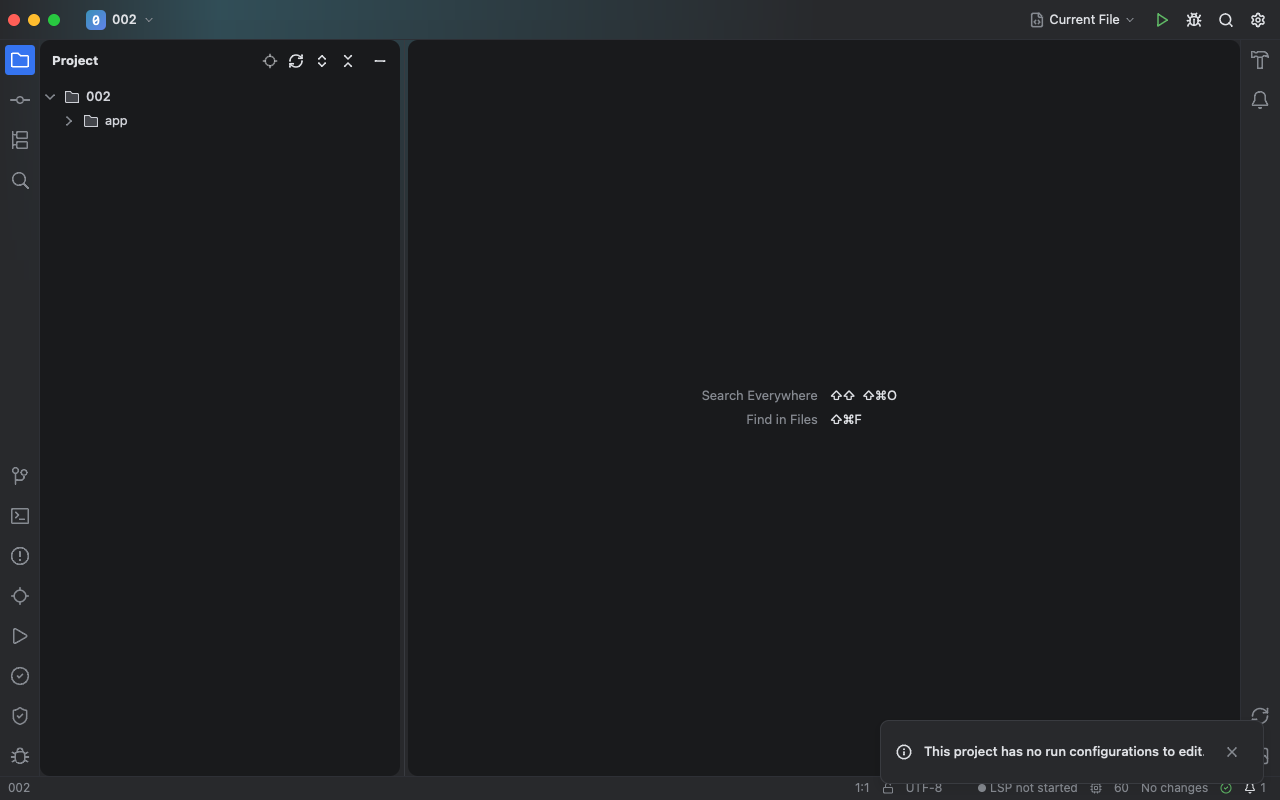 0 002
Current File
Project
002
app
Search Everywhere ⇧⇧ ⇧⌘O
Find in Files ⇧⌘F
This project has no run configurations to edit.
002
1:1
UTF-8
LSP not started
60
No changes
1